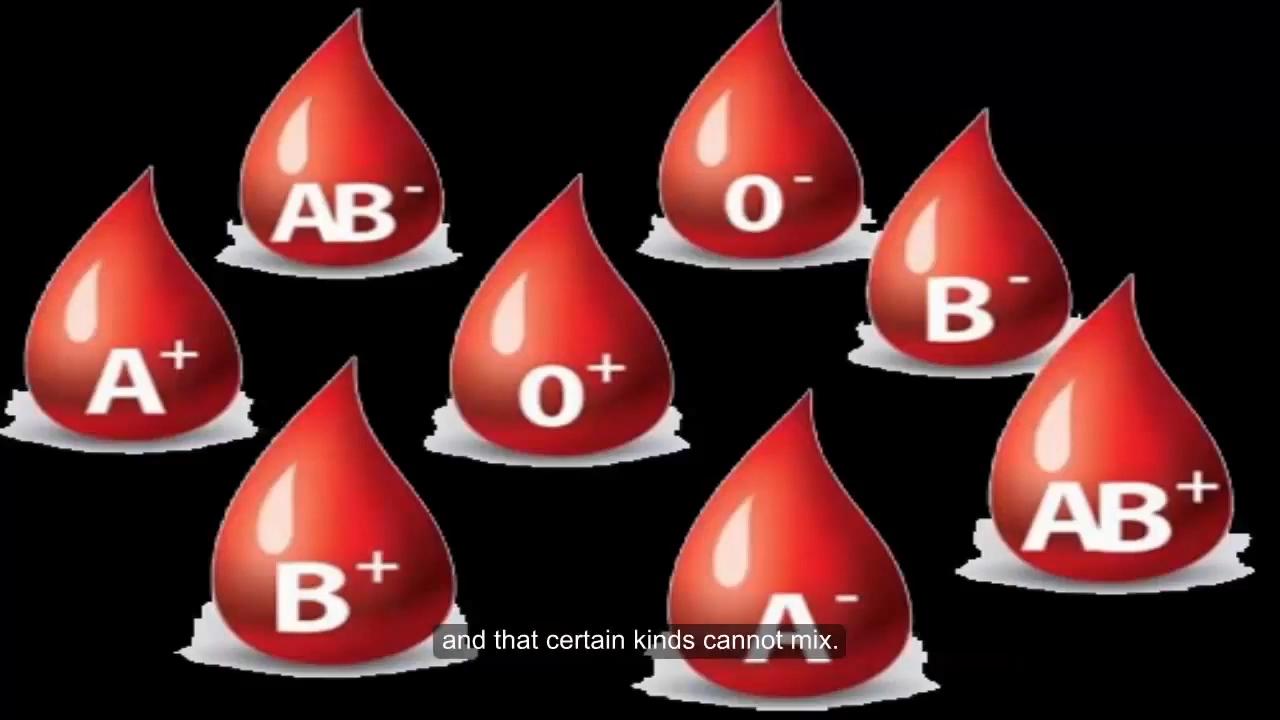 AB-
O-
A+
O+
B-
B+
A-
AB+
and that certain kinds cannot mix.